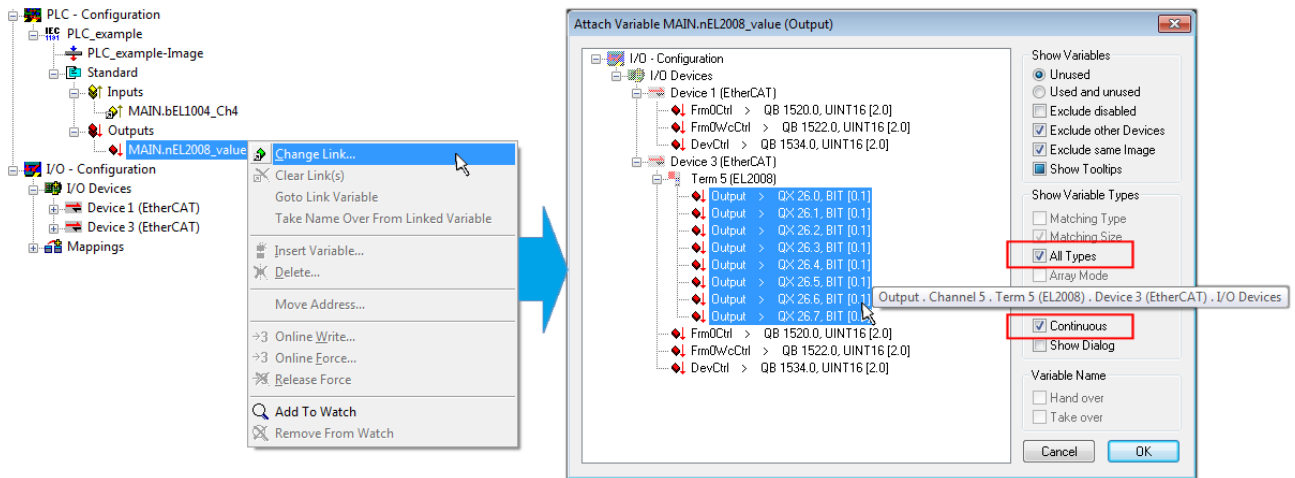 PLC - Configuration
IEC 1131 PLC_example
PLC_example-Image
Standard
Inputs
MAIN.bEL1004_Ch4
Outputs
MAIN.nEL2008_value
I/O - Configuration
I/O Devices
Device 1 (EtherCAT)
Device 3 (EtherCAT)
Mappings
Change Link...
Clear Link(s)
Goto Link Variable
Take Name Over From Linked Variable
Insert Variable...
Delete...
Move Address...
Online Write...
Online Force...
Release Force
Add To Watch
Remove From Watch
Attach Variable MAIN.nEL2008_value (Output)
I/O - Configuration
I/O Devices
Device 1 (EtherCAT)
Frm0Ctrl > QB 1520.0, UINT16 [2.0]
Frm0WcCtrl > QB 1522.0, UINT16 [2.0]
DevCtrl > QB 1534.0, UINT16 [2.0]
Device 3 (EtherCAT)
Term 5 (EL2008)
Output > QX 26.0, BIT [0.1]
Output > QX 26.1, BIT [0.1]
Output > QX 26.2, BIT [0.1]
Output > QX 26.3, BIT [0.1]
Output > QX 26.4, BIT [0.1]
Output > QX 26.5, BIT [0.1]
Output > QX 26.6, BIT [0.1]
Output > QX 26.7, BIT [0.1]
Frm0Ctrl > QB 1520.0, UINT16 [2.0]
Frm0WcCtrl > QB 1522.0, UINT16 [2.0]
DevCtrl > QB 1534.0, UINT16 [2.0]
Output . Channel 5 . Term 5 (EL2008) . Device 3 (EtherCAT) . I/O Devices
Show Variables
Unused
Used and unused
Exclude disabled
Exclude other Devices
Exclude same Image
Show Tooltips
Show Variable Types
Matching Type
Matching Size
All Types
Array Mode
Continuous
Show Dialog
Variable Name
Hand over
Take over
Cancel
OK